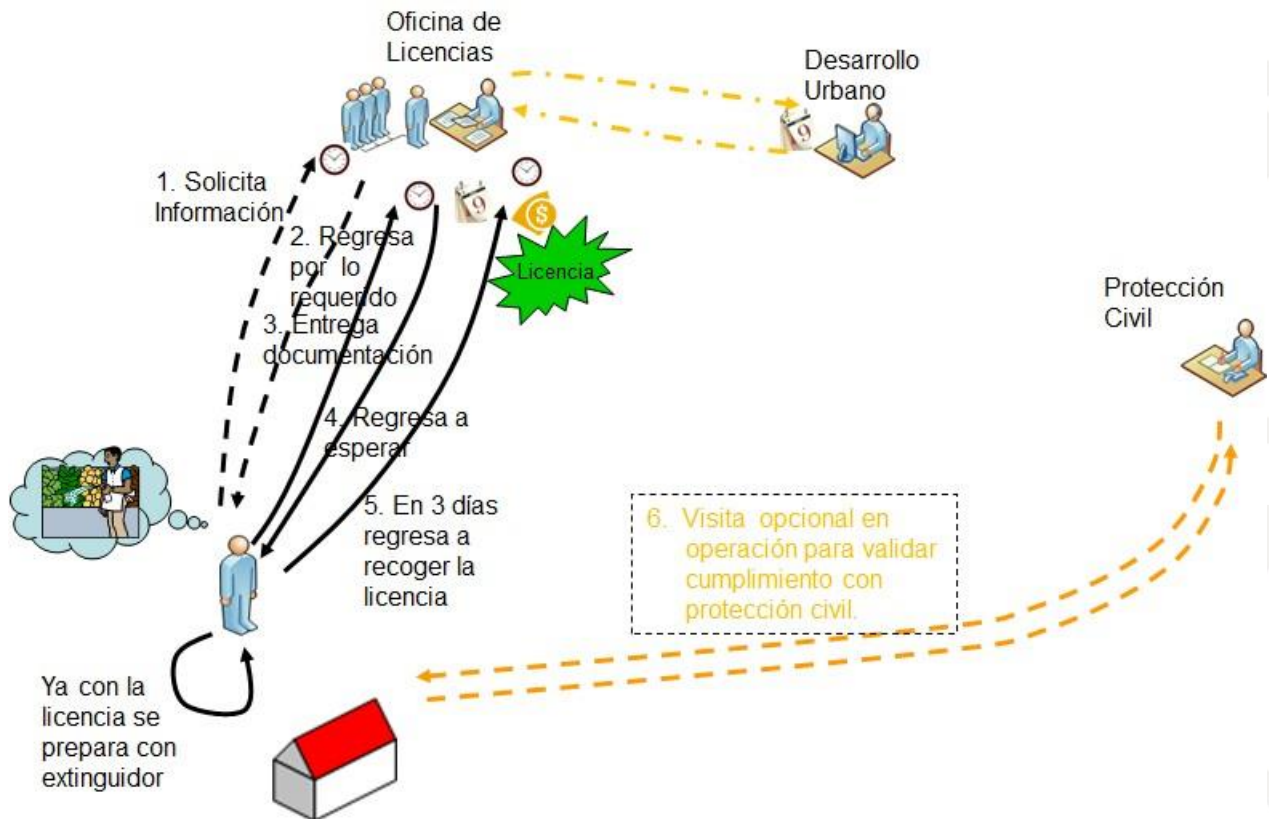 Oficina de
Licencias
Desarrollo
Urbano
9
9
1. Solicita
Información
2. Regresa
por lo
requerido
$
Licencia
3. Entrega
documentación
Protección
Civil
4. Regresa a
esperar
5. En 3 días
regresa a
recoger la
licencia
6. Visita opcional en
operación para validar
cumplimiento con
protección civil.
Ya con la
licencia se
prepara con
extinguidor